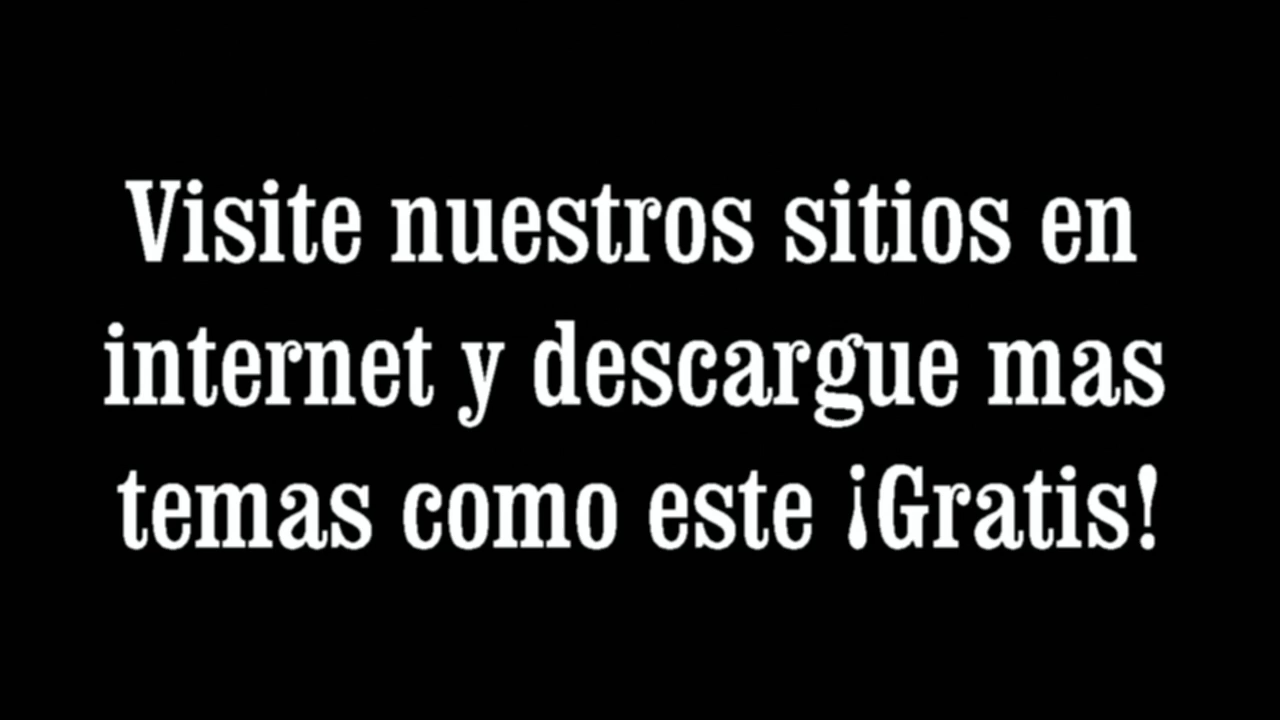 Visite nuestros sitios en
internet y descargue mas
temas como este ¡Gratis!